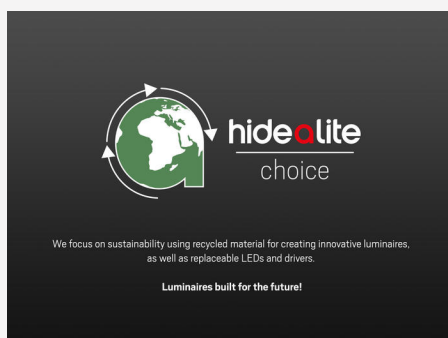 hidealite
choice
We focus on sustainability using recycled material for creating innovative luminaires,
as well as replaceable LEDs and drivers.
Luminaires built for the future!